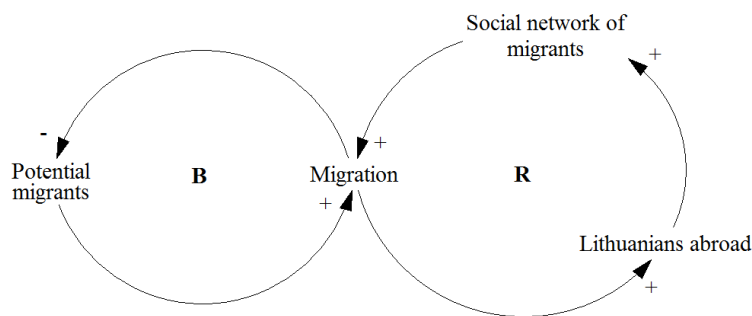 Social network of
migrants
+
-
+
Potential
migrants
B
Migration
R
+
Lithuanians abroad
+